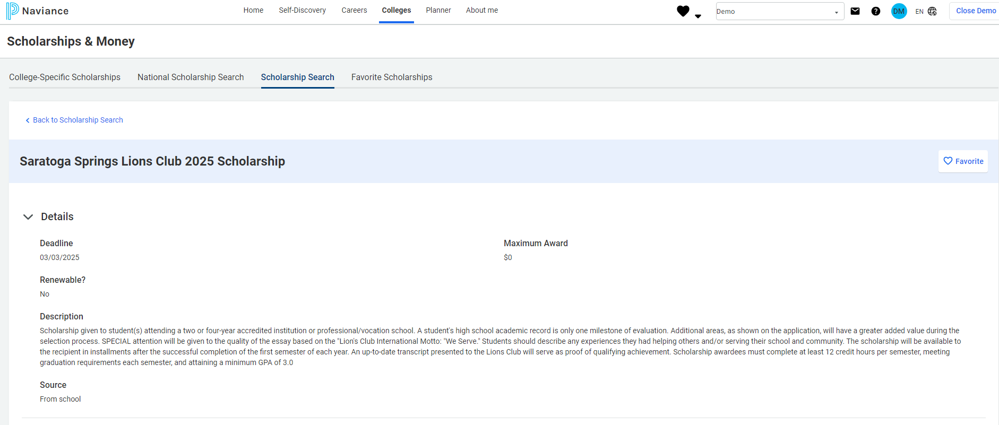 Naviance
Home Self-Discovery Careers Colleges Planner About me
Demo
? DM EN Close Demo
Scholarships & Money
College-Specific Scholarships National Scholarship Search Scholarship Search Favorite Scholarships
Back to Scholarship Search
Saratoga Springs Lions Club 2025 Scholarship
Favorite
Details
Deadline Maximum Award
03/03/2025 $0
Renewable?
No
Description
Scholarship given to student(s) attending a two or four-year accredited institution or professional/vocation school. A student's high school academic record is only one milestone of evaluation. Additional areas, as shown on the application, will have a greater added value during the
selection process. SPECIAL attention will be given to the quality of the essay based on the "Lion's Club International Motto: "We Serve." Students should describe any experiences they had helping others and/or serving their school and community. The scholarship will be available to
the recipient in installments after the successful completion of the first semester of each year. An up-to-date transcript presented to the Lions Club will serve as proof of qualifying achievement. Scholarship awardees must complete at least 12 credit hours per semester, meeting
graduation requirements each semester, and attaining a minimum GPA of 3.0
Source
From school